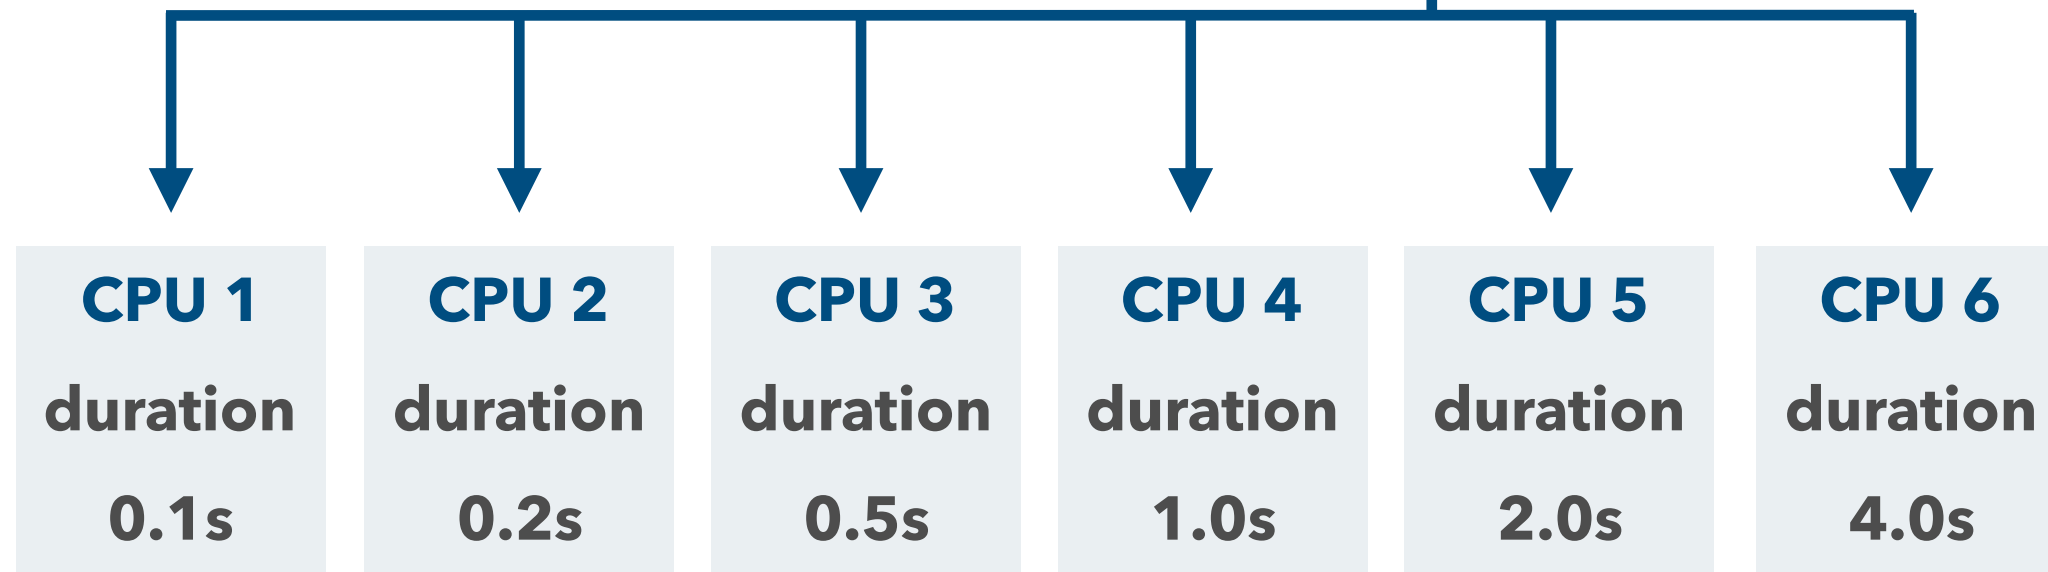 CPU 1
duration
0.1s
CPU 2
duration
0.2s
CPU 3
duration
0.5s
CPU 4
duration
1.0s
CPU 5
duration
2.0s
CPU 6
duration
4.0s